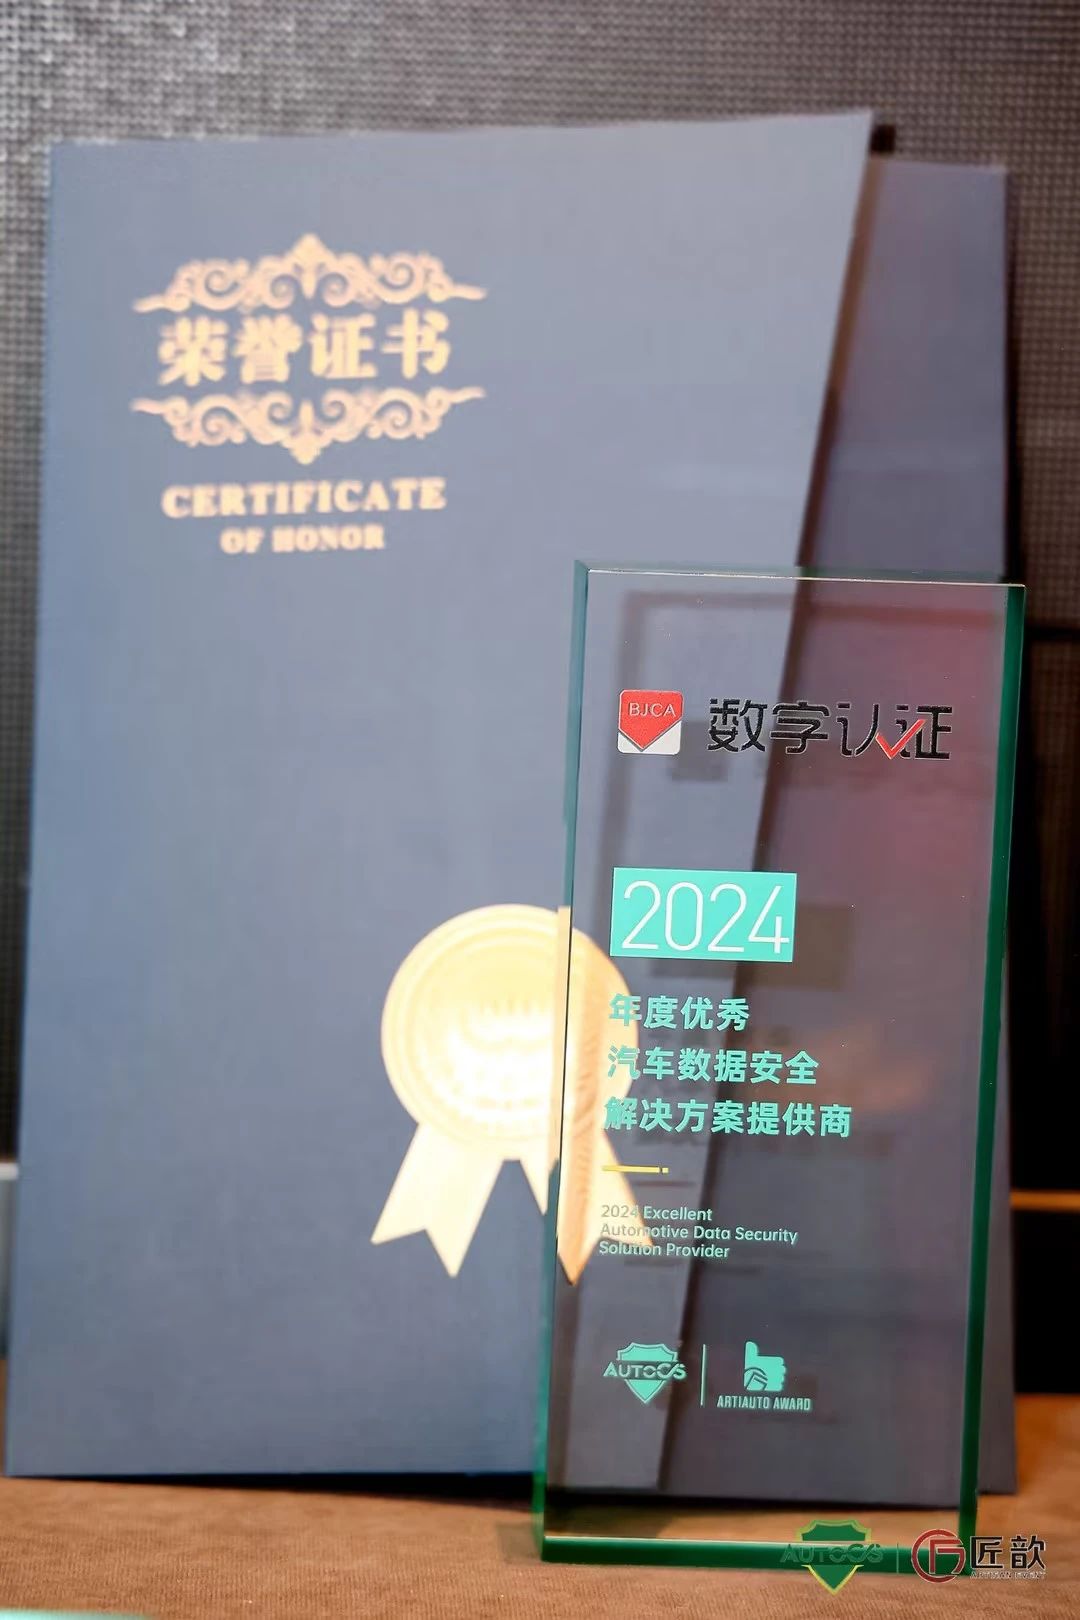 荣誉证书
CERTIFICATE
OF HONOR
BJCA
数字认证
2024
年度优秀
汽车数据安全
解决方案提供商
2024 Excellent
Automotive Data Security
Solution Provider
AUTOCS
ARTIAUTO AWARD
AUTOCS
匠歆
ARTISAN EVENT